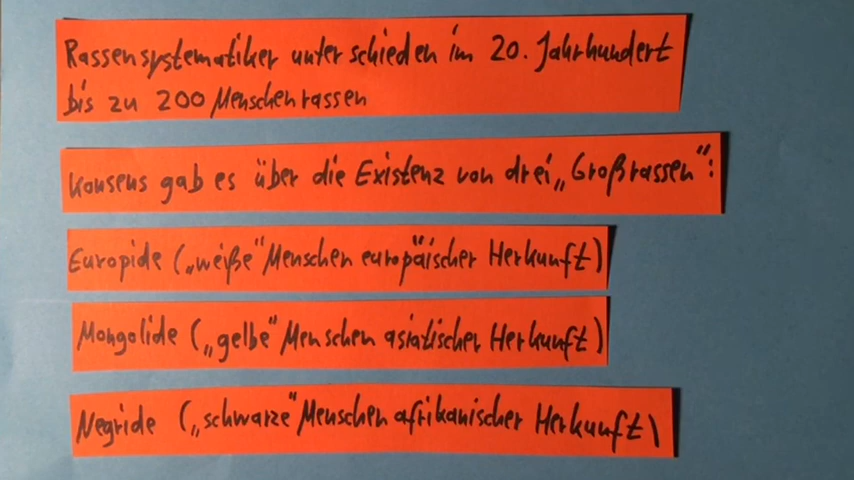 Rassensystematiker unterschieden im 20. Jahrhundert
bis zu 200 Menschenrassen
Konsens gab es über die Existenz von drei „Großrassen“:
Europide („weiße“ Menschen europäischer Herkunft)
Mongolide („gelbe“ Menschen asiatischer Herkunft)
Negride („schwarze“ Menschen afrikanischer Herkunft)